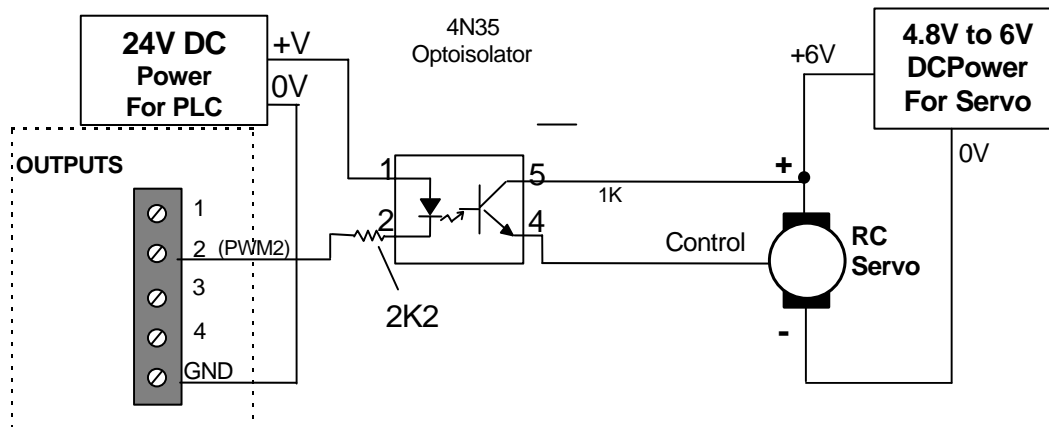 24V DC
Power
For PLC
+V
0V
4N35
Optoisolator
+6V
4.8V to 6V
DCPower
For Servo
0V
OUTPUTS
1
2 (PWM2)
3
4
GND
1
2
2K2
5
4
1K
Control
+
RC
Servo
-